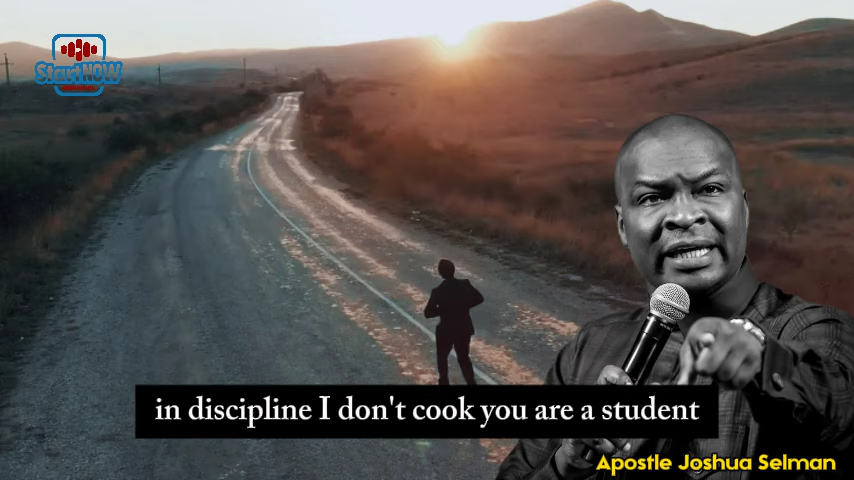 StartNOW
in discipline I don't cook you are a student
Apostle Joshua Selman